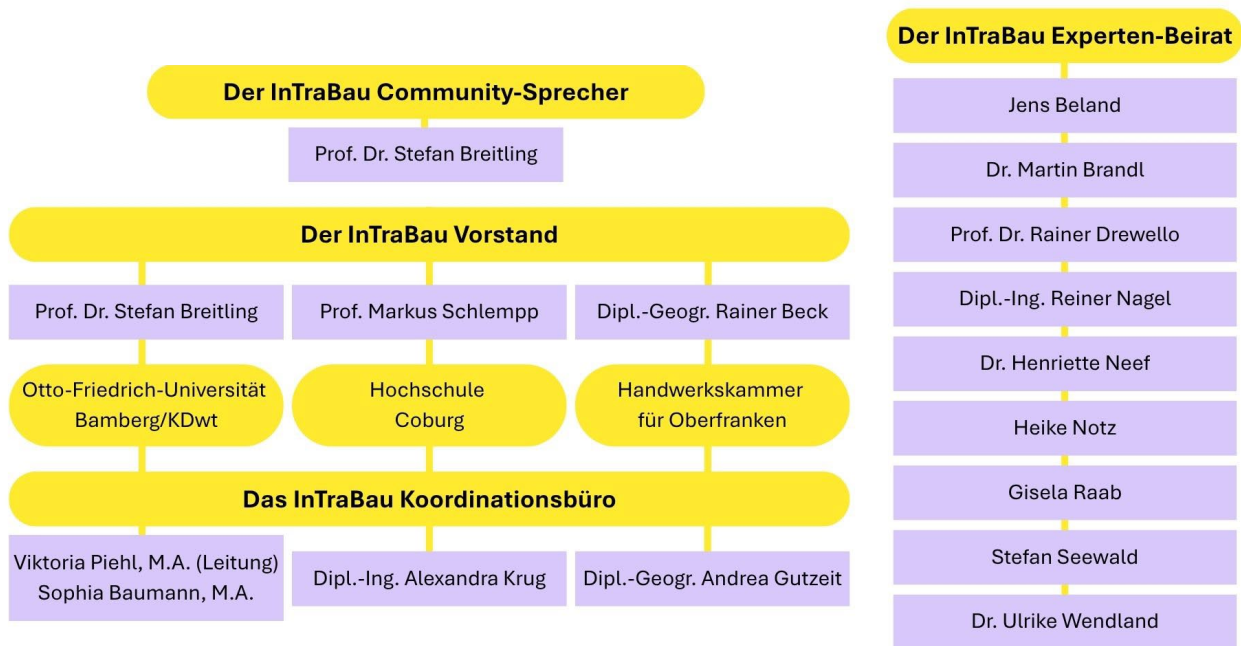 Der InTraBau Community-Sprecher
Prof. Dr. Stefan Breitling
Der InTraBau Vorstand
Prof. Dr. Stefan Breitling
Prof. Markus Schlempp
Dipl.-Geogr. Rainer Beck
Otto-Friedrich-Universität
Bamberg/KDwt
Hochschule
Coburg
Handwerkskammer
für Oberfranken
Das InTraBau Koordinationsbüro
Viktoria Piehl, M.A. (Leitung)
Sophia Baumann, M.A.
Dipl.-Ing. Alexandra Krug
Dipl.-Geogr. Andrea Gutzeit
Der InTraBau Experten-Beirat
Jens Beland
Dr. Martin Brandl
Prof. Dr. Rainer Drewello
Dipl.-Ing. Reiner Nagel
Dr. Henriette Neef
Heike Notz
Gisela Raab
Stefan Seewald
Dr. Ulrike Wendland